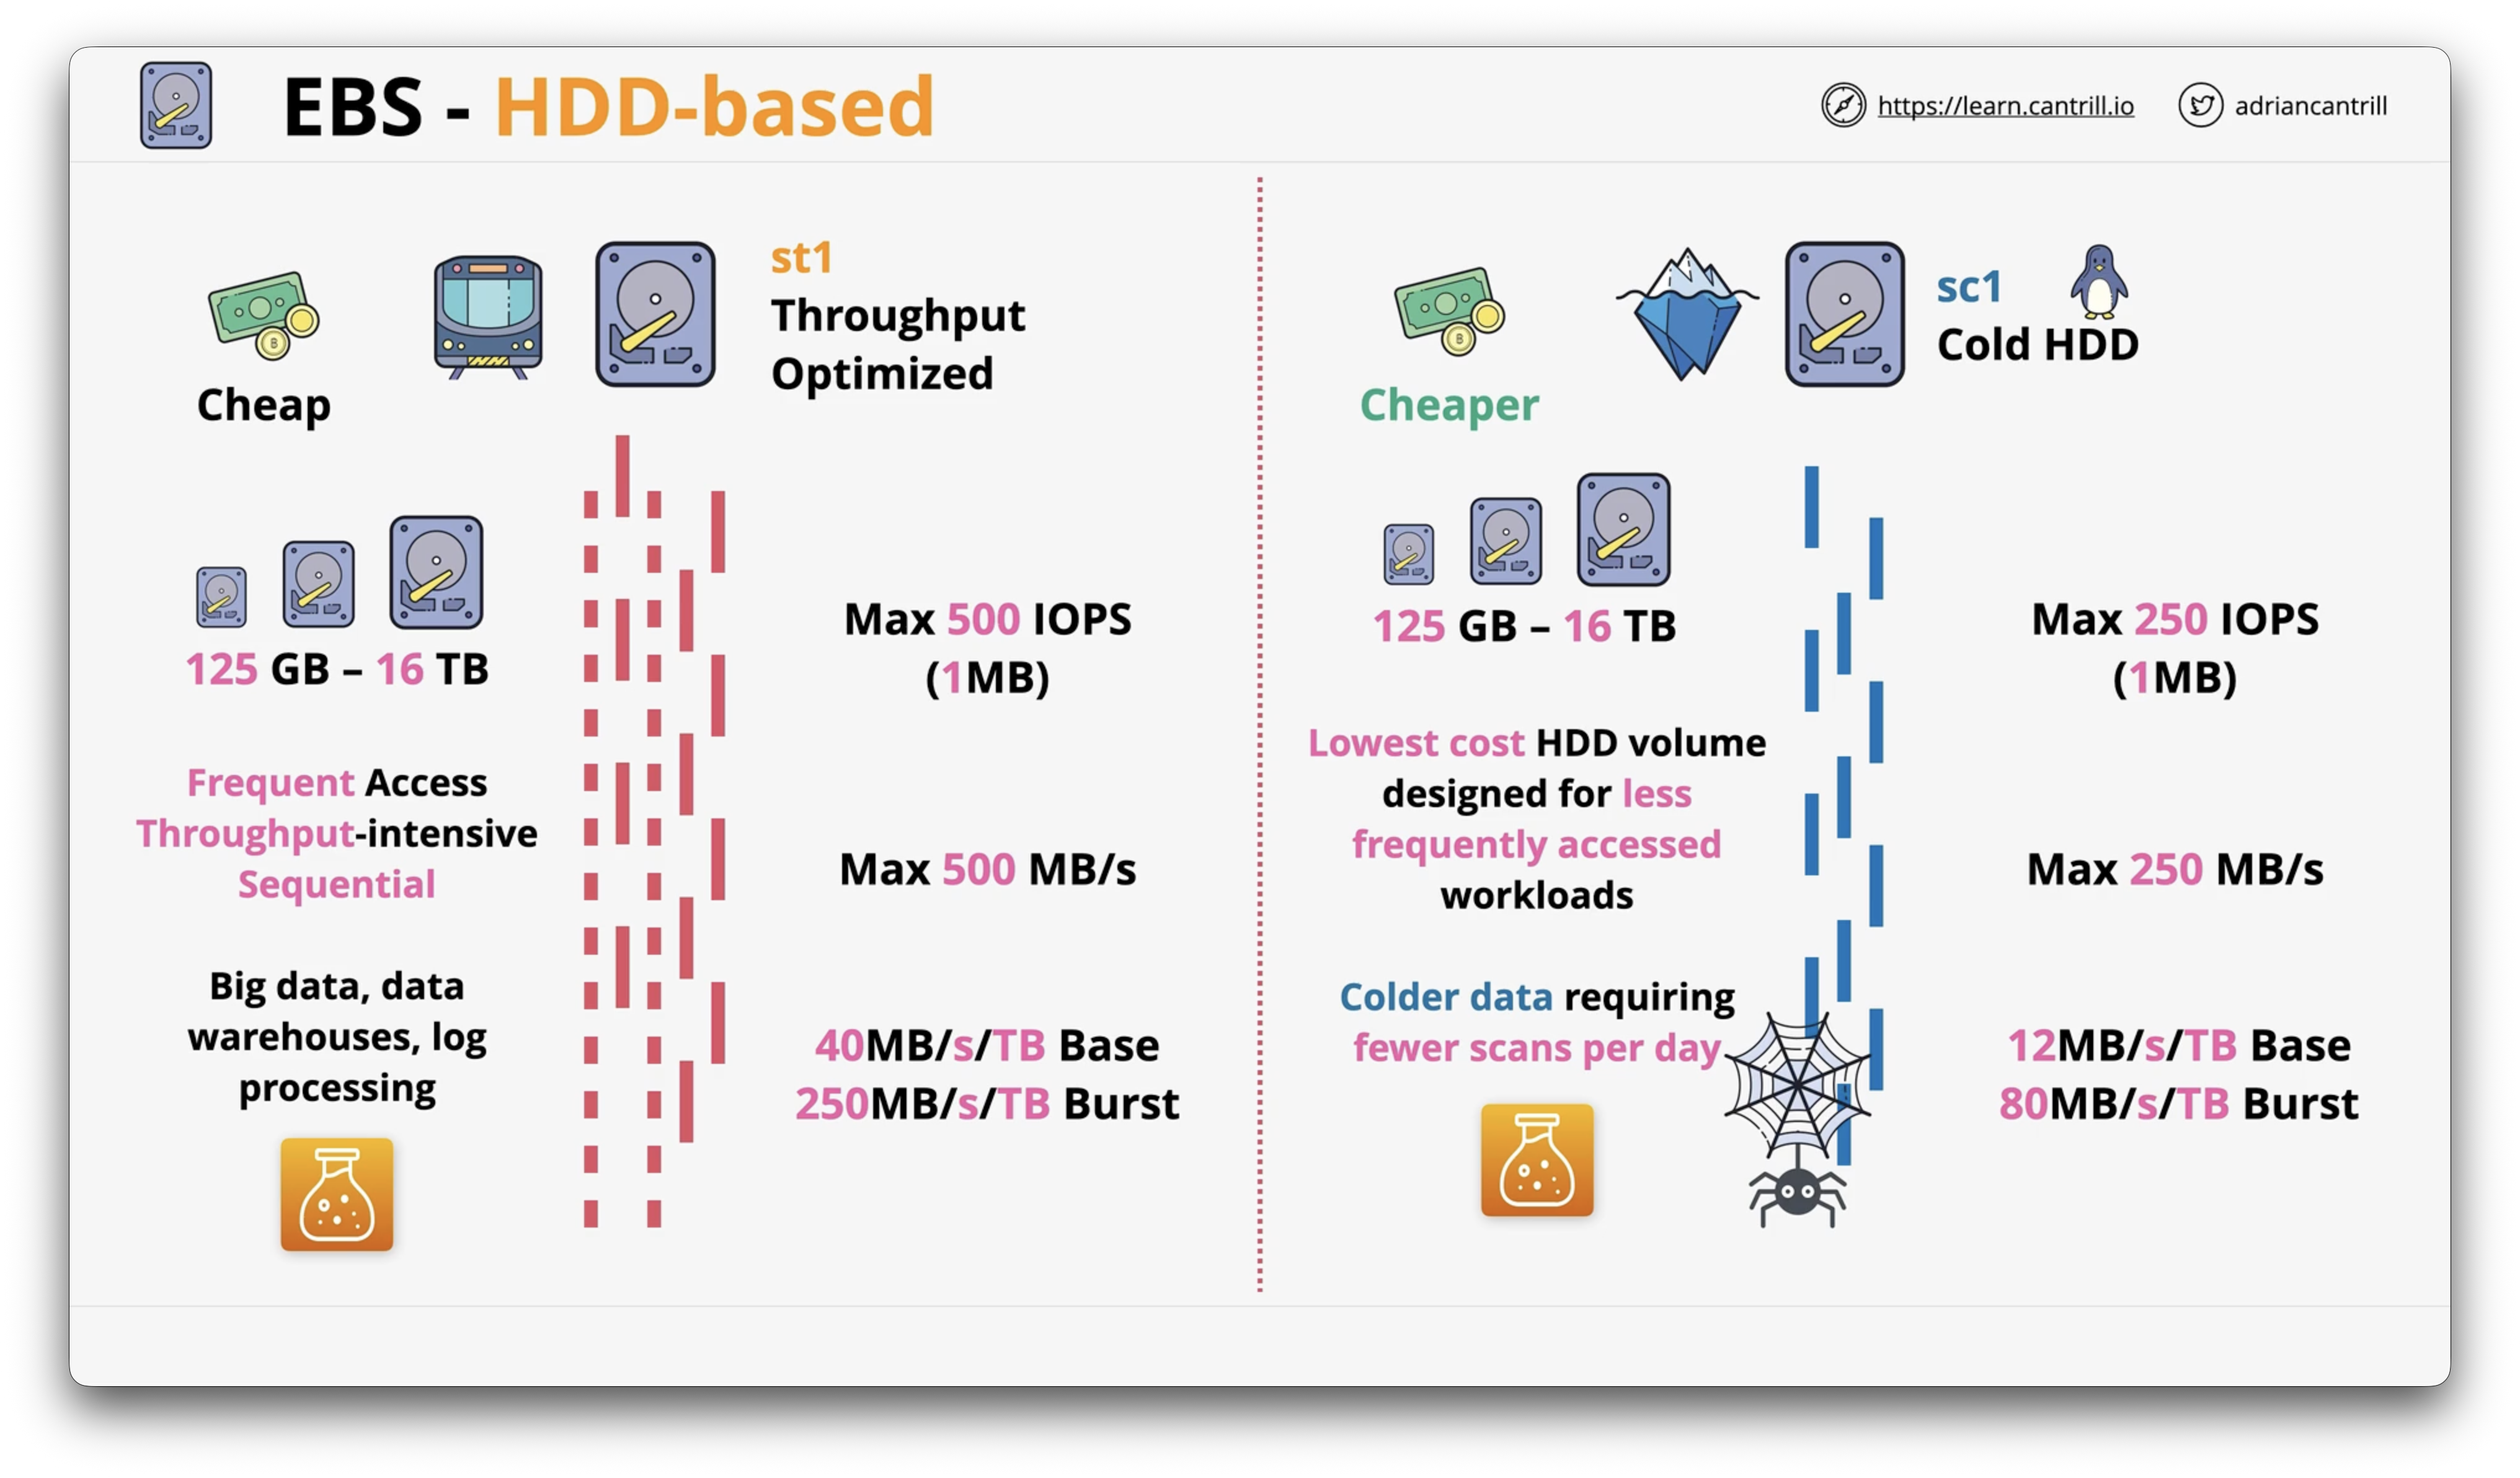 EBS - HDD-based
https://learn.cantrill.io
adriancantrill
st1
Throughput
Optimized
Cheap
125 GB – 16 TB
Frequent Access
Throughput-intensive
Sequential
Big data, data
warehouses, log
processing
Max 500 IOPS
(1MB)
Max 500 MB/s
40MB/s/TB Base
250MB/s/TB Burst
sc1
Cold HDD
Cheaper
125 GB – 16 TB
Lowest cost HDD volume
designed for less
frequently accessed
workloads
Colder data requiring
fewer scans per day
Max 250 IOPS
(1MB)
Max 250 MB/s
12MB/s/TB Base
80MB/s/TB Burst